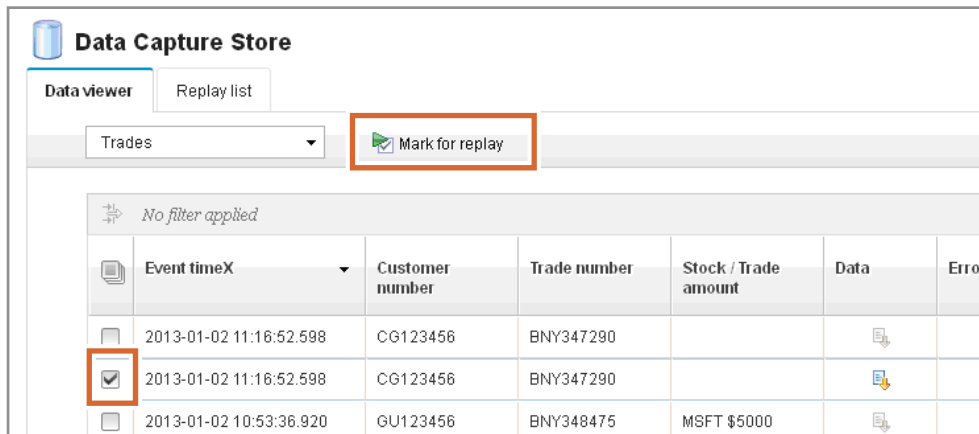 Data Capture Store
Data viewer Replay list
Trades Mark for replay
No filter applied
Event timeX Customer number Trade number Stock / Trade amount Data Erro
2013-01-02 11:16:52.598 CG123456 BNY347290
2013-01-02 11:16:52.598 CG123456 BNY347290
2013-01-02 10:53:36.920 GU123456 BNY348475 MSFT $5000